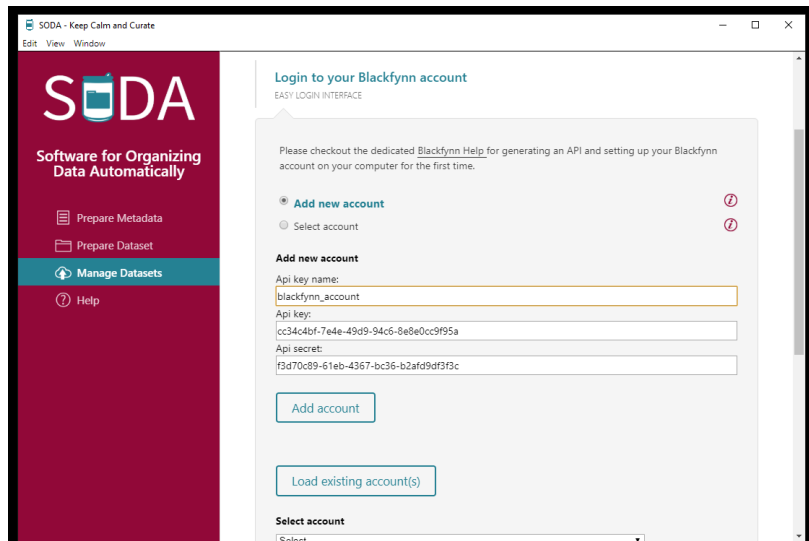 SODA - Keep Calm and Curate
Edit View Window
SODA
Software for Organizing
Data Automatically
Prepare Metadata
Prepare Dataset
Manage Datasets
Help
Login to your Blackfynn account
EASY LOGIN INTERFACE
Please checkout the dedicated Blackfynn Help for generating an API and setting up your Blackfynn
account on your computer for the first time.
Add new account
Select account
Add new account
Api key name:
blackfynn_account
Api key:
cc34c4bf-7e4e-49d9-94c6-8e8e0cc9f95a
Api secret:
f3d70c89-61eb-4367-bc36-b2afd9df3f3c
Add account
Load existing account(s)
Select account
Select